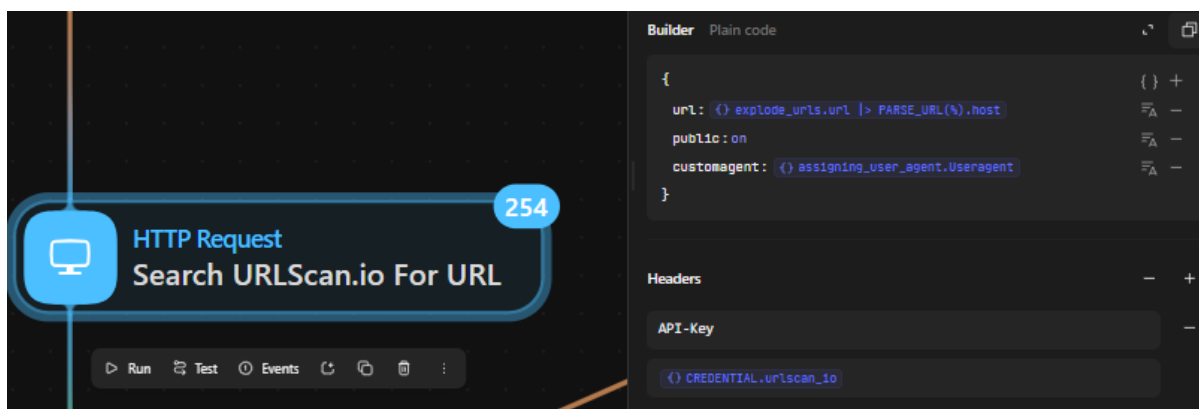 Builder Plain code
{
url: {} explode_urls.url |> PARSE_URL(%).host
public: on
customagent: {} assigning_user_agent.Useragent
}
254
HTTP Request
Search URLScan.io For URL
Run Test Events
Headers
API-Key
{} CREDENTIAL.urlscan_io